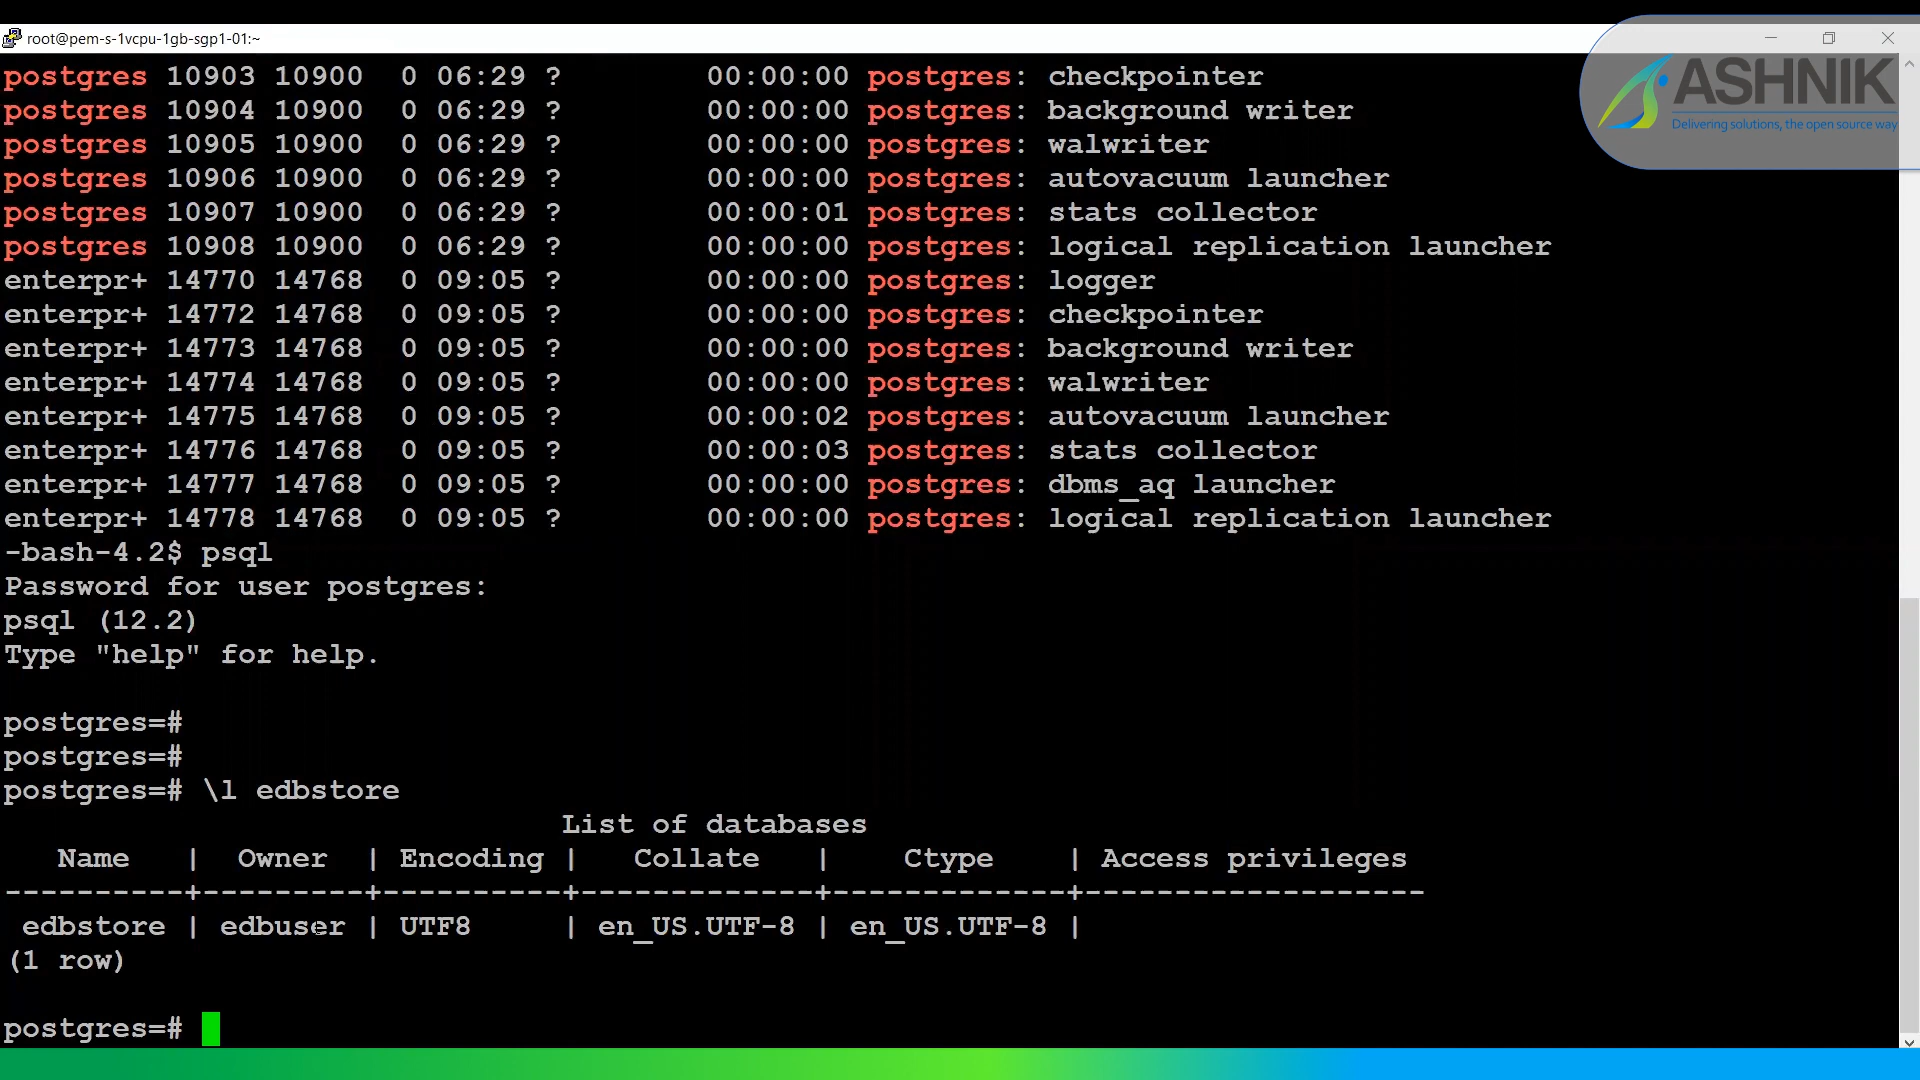 root@pem-s-1vcpu-1gb-sgp1-01:~
ASHNIK
Delivering solutions, the open source way
postgres 10903 10900  0 06:29 ?        00:00:00 postgres: checkpointer
postgres 10904 10900  0 06:29 ?        00:00:00 postgres: background writer
postgres 10905 10900  0 06:29 ?        00:00:00 postgres: walwriter
postgres 10906 10900  0 06:29 ?        00:00:00 postgres: autovacuum launcher
postgres 10907 10900  0 06:29 ?        00:00:01 postgres: stats collector
postgres 10908 10900  0 06:29 ?        00:00:00 postgres: logical replication launcher
enterpr+ 14770 14768  0 09:05 ?        00:00:00 postgres: logger
enterpr+ 14772 14768  0 09:05 ?        00:00:00 postgres: checkpointer
enterpr+ 14773 14768  0 09:05 ?        00:00:00 postgres: background writer
enterpr+ 14774 14768  0 09:05 ?        00:00:00 postgres: walwriter
enterpr+ 14775 14768  0 09:05 ?        00:00:02 postgres: autovacuum launcher
enterpr+ 14776 14768  0 09:05 ?        00:00:03 postgres: stats collector
enterpr+ 14777 14768  0 09:05 ?        00:00:00 postgres: dbms_aq launcher
enterpr+ 14778 14768  0 09:05 ?        00:00:00 postgres: logical replication launcher
-bash-4.2$ psql
Password for user postgres:
psql (12.2)
Type "help" for help.
postgres=#
postgres=#
postgres=# \l edbstore
List of databases
   Name   |  Owner  | Encoding |   Collate   |    Ctype    | Access privileges
----------+---------+----------+-------------+-------------+-------------------
 edbstore | edbuser | UTF8     | en_US.UTF-8 | en_US.UTF-8 |
(1 row)
postgres=#